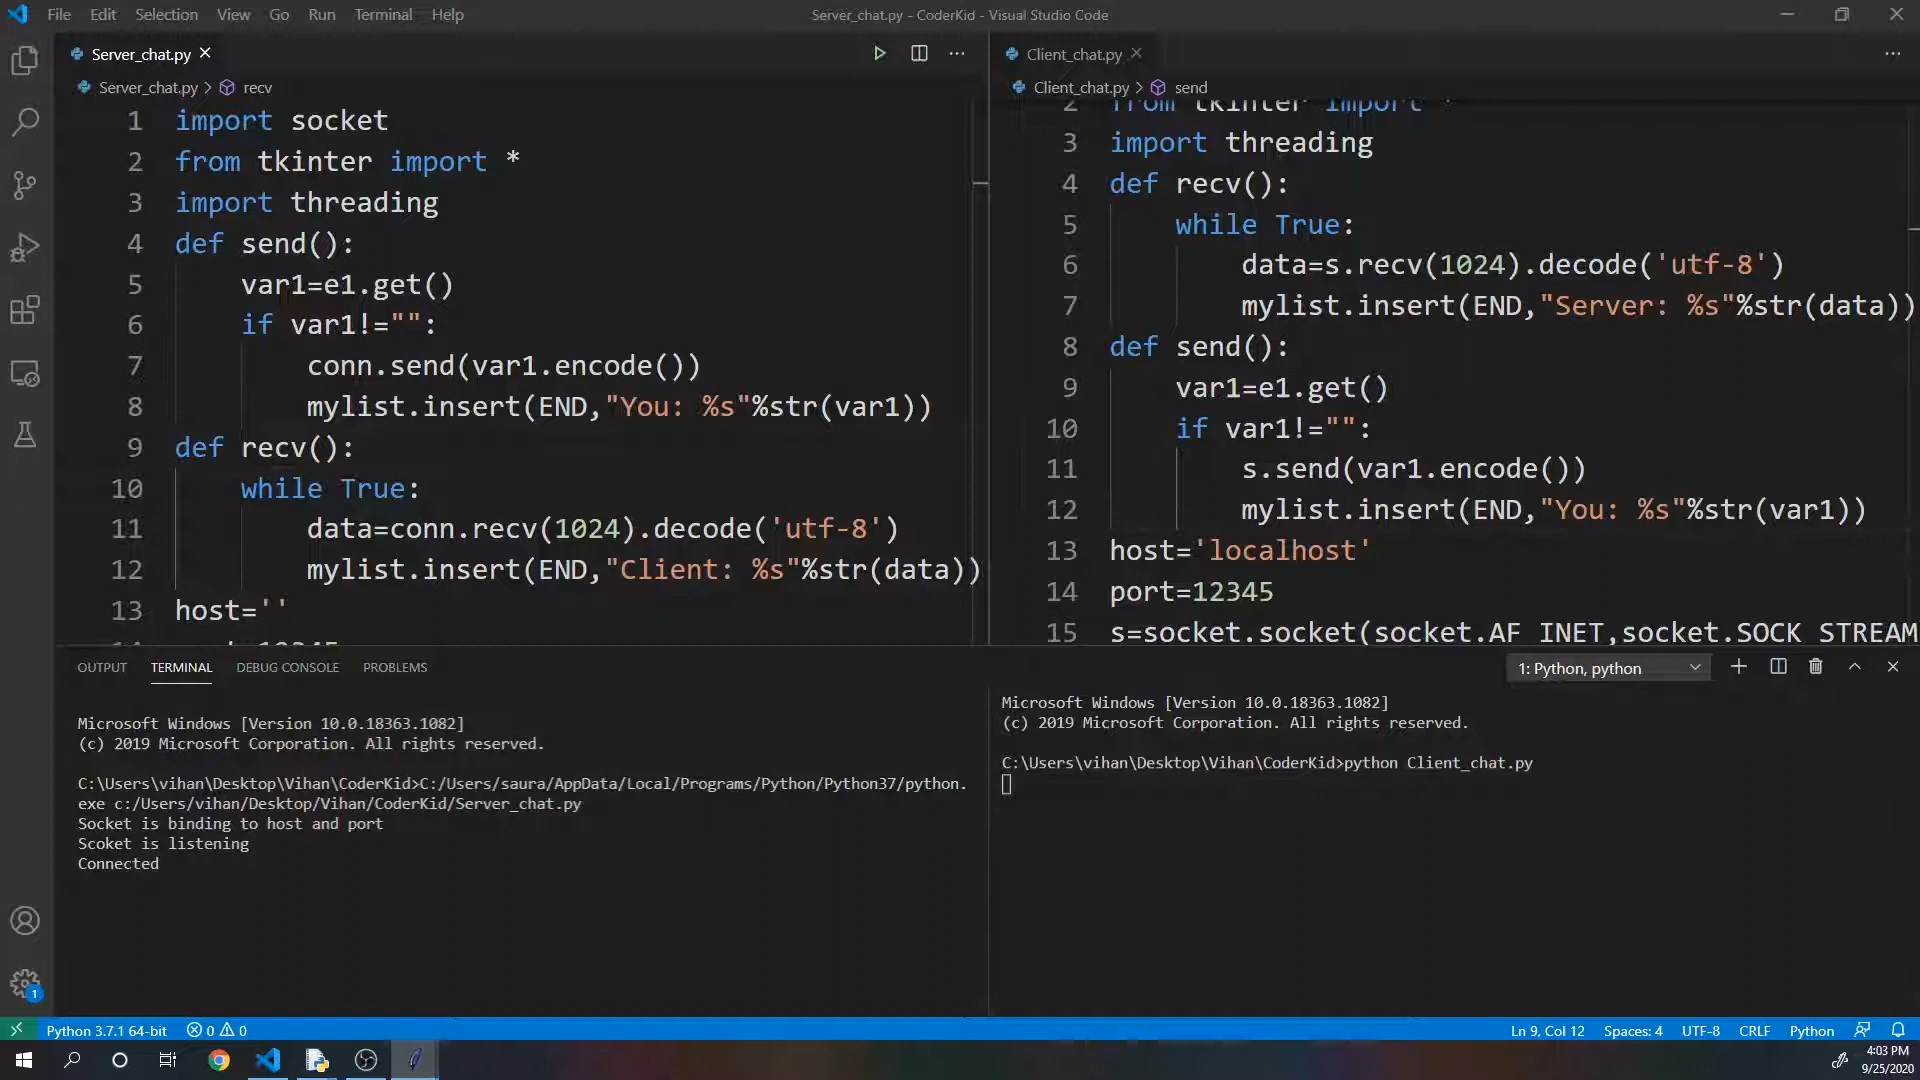 File Edit Selection View Go Run Terminal Help
Server_chat.py - CoderKid - Visual Studio Code
Server_chat.py
Server_chat.py > recv
1 import socket
2 from tkinter import *
3 import threading
4 def send():
5 var1=e1.get()
6 if var1!="":
7 conn.send(var1.encode())
8 mylist.insert(END,"You: %s"%str(var1))
9 def recv():
10 while True:
11 data=conn.recv(1024).decode('utf-8')
12 mylist.insert(END,"Client: %s"%str(data))
13 host=''
Client_chat.py
Client_chat.py > send
2 from tkinter import *
3 import threading
4 def recv():
5 while True:
6 data=s.recv(1024).decode('utf-8')
7 mylist.insert(END,"Server: %s"%str(data))
8 def send():
9 var1=e1.get()
10 if var1!="":
11 s.send(var1.encode())
12 mylist.insert(END,"You: %s"%str(var1))
13 host='localhost'
14 port=12345
15 s=socket.socket(socket.AF_INET,socket.SOCK_STREAM
OUTPUT TERMINAL DEBUG CONSOLE PROBLEMS
1: Python, python
Microsoft Windows [Version 10.0.18363.1082]
(c) 2019 Microsoft Corporation. All rights reserved.
C:\Users\vihan\Desktop\Vihan\CoderKid>C:/Users/saura/AppData/Local/Programs/Python/Python37/python.
exe c:/Users/vihan/Desktop/Vihan/CoderKid/Server_chat.py
Socket is binding to host and port
Scoket is listening
Connected
Microsoft Windows [Version 10.0.18363.1082]
(c) 2019 Microsoft Corporation. All rights reserved.
C:\Users\vihan\Desktop\Vihan\CoderKid>python Client_chat.py
1
Python 3.7.1 64-bit 0 0
Ln 9, Col 12 Spaces: 4 UTF-8 CRLF Python
4:03 PM
9/25/2020